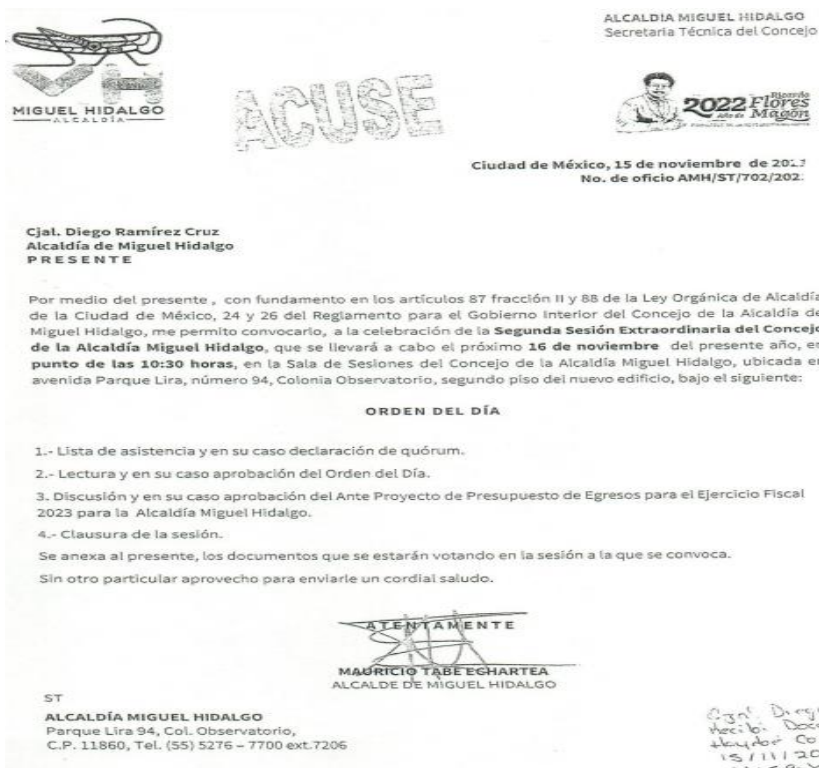 ALCALDIA MIGUEL HIDALGO
Secretaria Técnica del Concejo
MIGUEL HIDALGO
ALCALDÍA
ACUSE
2022 Ricardo Flores
Año de Magón
Ciudad de México, 15 de noviembre de
No. de oficio AMH/ST/702/202
Cjal. Diego Ramírez Cruz
Alcaldía de Miguel Hidalgo
PRESENTE
Por medio del presente , con fundamento en los artículos 87 fracción II y 88 de la Ley Orgánica de Alcaldía
de la Ciudad de México, 24 y 26 del Reglamento para el Gobierno Interior del Concejo de la Alcaldía de
Miguel Hidalgo, me permito convocarlo, a la celebración de la Segunda Sesión Extraordinaria del Concejo
de la Alcaldía Miguel Hidalgo, que se llevará a cabo el próximo 16 de noviembre del presente año, en
punto de las 10:30 horas, en la Sala de Sesiones del Concejo de la Alcaldía Miguel Hidalgo, ubicada en
avenida Parque Lira, número 94, Colonia Observatorio, segundo piso del nuevo edificio, bajo el siguiente:
ORDEN DEL DÍA
1.- Lista de asistencia y en su caso declaración de quórum.
2.- Lectura y en su caso aprobación del Orden del Día.
3. Discusión y en su caso aprobación del Ante Proyecto de Presupuesto de Egresos para el Ejercicio Fiscal
2023 para la Alcaldía Miguel Hidalgo.
4.- Clausura de la sesión.
Se anexa al presente, los documentos que se estarán votando en la sesión a la que se convoca.
Sin otro particular aprovecho para enviarle un cordial saludo.
ATENTAMENTE
MAURICIO TABE ECHARTEA
ALCALDE DE MIGUEL HIDALGO
ST
ALCALDÍA MIGUEL HIDALGO
Parque Lira 94, Col. Observatorio,
C.P. 11860, Tel. (55) 5276 – 7700 ext.7206
Recibi
15/11/20